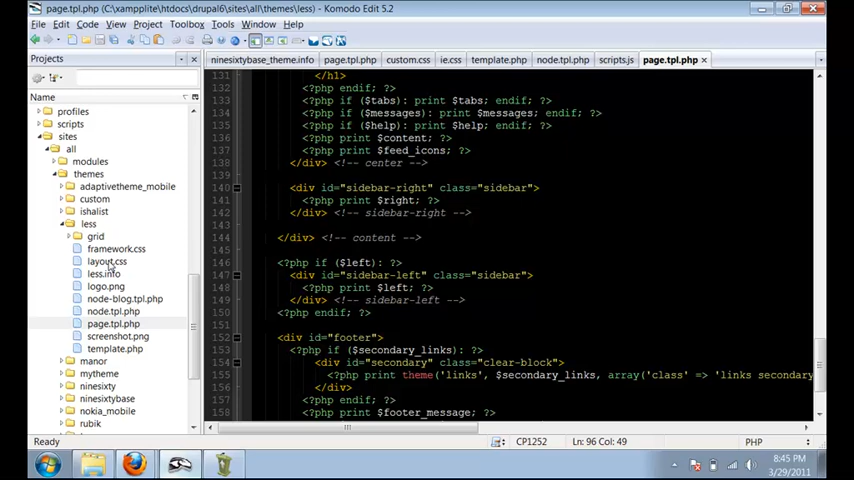 page.tpl.php (C:\xampplite\htdocs\drupal6\sites\all\themes\less) - Komodo Edit 5.2
File Edit Code View Project Toolbox Tools Window Help
Projects
ninesixtybase_theme.info page.tpl.php custom.css ie.css template.php node.tpl.php scripts.js page.tpl.php
Name
profiles
scripts
sites
all
modules
themes
adaptivetheme_mobile
custom
ishalist
less
grid
framework.css
layout.css
less.info
logo.png
node-blog.tpl.php
node.tpl.php
page.tpl.php
screenshot.png
template.php
manor
mytheme
ninesixty
ninesixtybase
nokia_mobile
rubik
131 </h1>
132 <?php endif; ?>
133 <?php if ($tabs): print $tabs; endif; ?>
134 <?php if ($messages): print $messages; endif; ?>
135 <?php if ($help): print $help; endif; ?>
136 <?php print $content; ?>
137 <?php print $feed_icons; ?>
138 </div> <!-- center -->
139
140 <div id="sidebar-right" class="sidebar">
141 <?php print $right; ?>
142 </div> <!-- sidebar-right -->
143
144 </div> <!-- content -->
145
146 <?php if ($left): ?>
147 <div id="sidebar-left" class="sidebar">
148 <?php print $left; ?>
149 </div> <!-- sidebar-left -->
150 <?php endif; ?>
151
152 <div id="footer">
153 <?php if ($secondary_links): ?>
154 <div id="secondary" class="clear-block">
155 <?php print theme('links', $secondary_links, array('class' => 'links secondary
156 </div>
157 <?php endif; ?>
158 <?php print $footer_message; ?>
Ready CP1252 Ln: 96 Col: 49 PHP
8:45 PM
3/29/2011